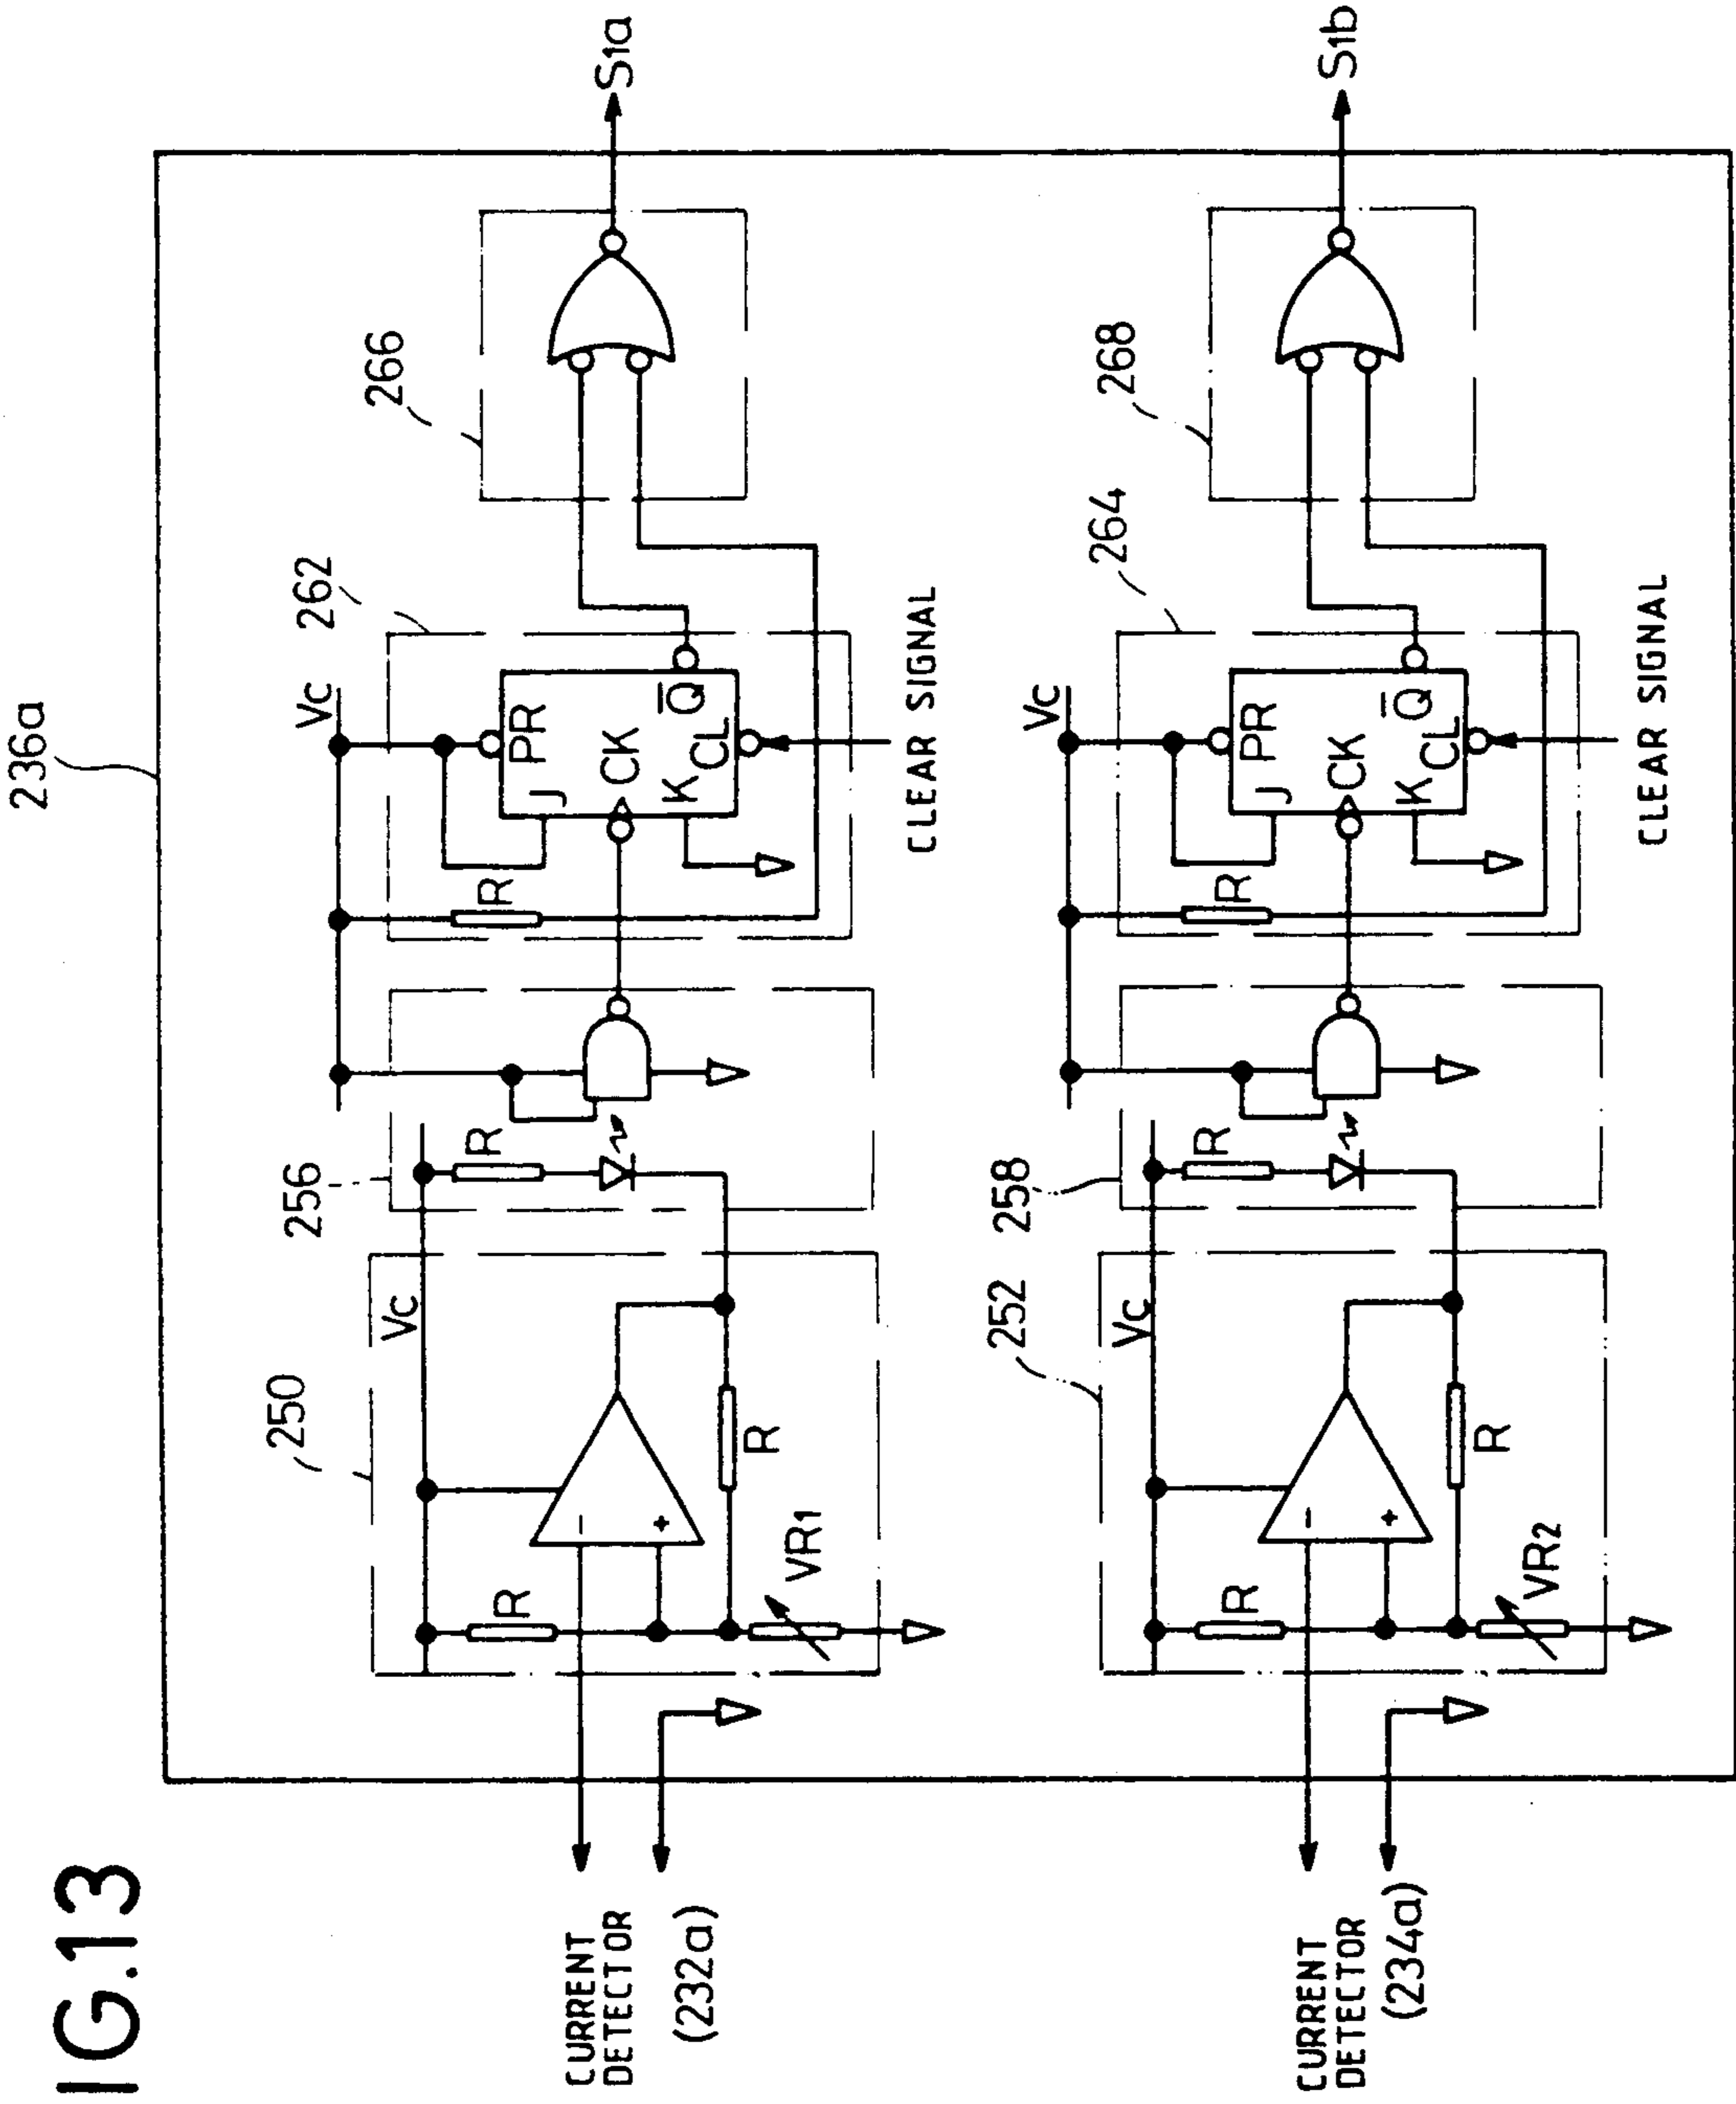 IG.13
236a
CURRENT
DETECTOR
(232a)
250
Vc
R
-
+
R
VR1
256
R
Vc
262
R
J
PR
CK
K
Q
CL
CLEAR SIGNAL
266
S1a
CURRENT
DETECTOR
(234a)
252
Vc
R
-
+
R
VR2
258
R
Vc
264
R
J
PR
CK
K
Q
CL
CLEAR SIGNAL
268
S1b